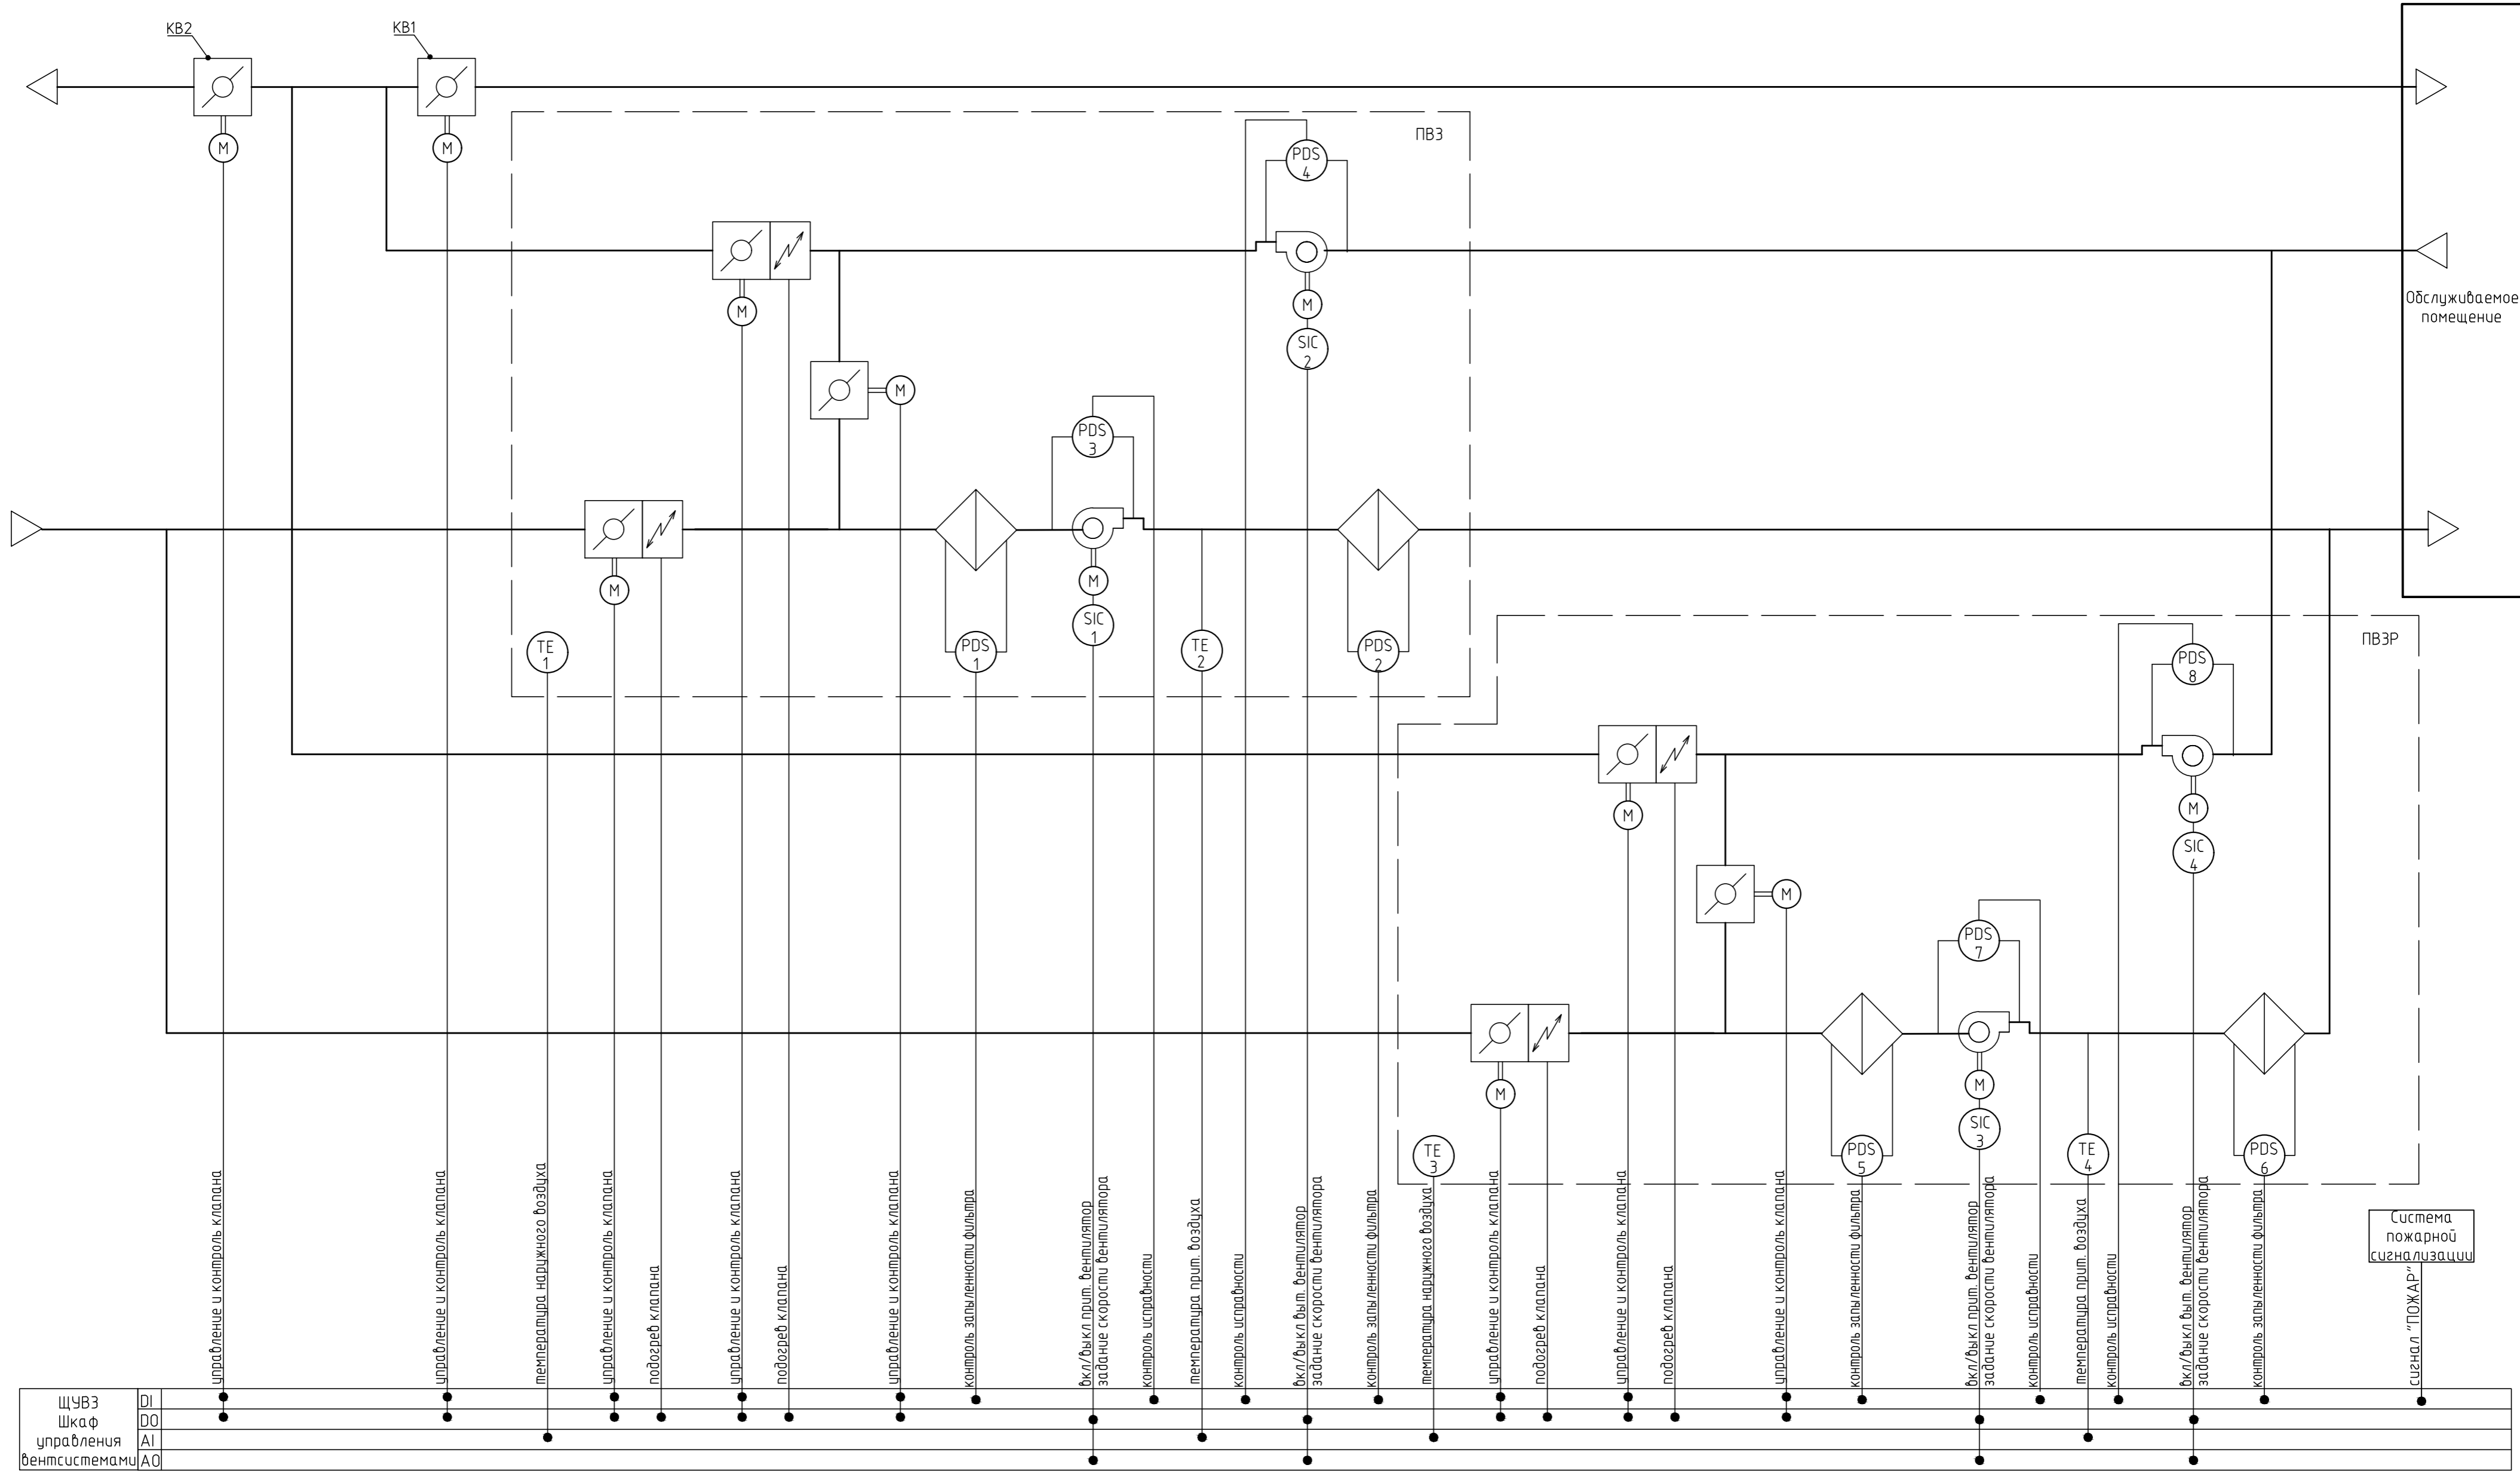 КВ2
КВ1
М
М
ПВ3
PDS
4
М
М
SIC
2
М
Обслуживаемое
помещение
PDS
3
М
М
SIC
1
TE
1
PDS
1
TE
2
PDS
2
ПВ3Р
PDS
8
М
М
SIC
4
М
PDS
7
М
М
SIC
3
TE
3
PDS
5
TE
4
PDS
6
управление и контроль клапана
управление и контроль клапана
температура наружного воздуха
управление и контроль клапана
подогрев клапана
управление и контроль клапана
подогрев клапана
управление и контроль клапана
контроль запыленности фильтра
вкл/выкл прит. вентилятор
задание скорости вентилятора
контроль исправности
температура прит. воздуха
контроль исправности
вкл/выкл выт. вентилятор
задание скорости вентилятора
контроль запыленности фильтра
температура наружного воздуха
управление и контроль клапана
подогрев клапана
управление и контроль клапана
подогрев клапана
управление и контроль клапана
контроль запыленности фильтра
вкл/выкл прит. вентилятор
задание скорости вентилятора
контроль исправности
температура прит. воздуха
контроль исправности
вкл/выкл выт. вентилятор
задание скорости вентилятора
контроль запыленности фильтра
Система
пожарной
сигнализации
сигнал "ПОЖАР"
ЩУВ3
Шкаф
управления
вентсистемами
DI
DO
AI
AO